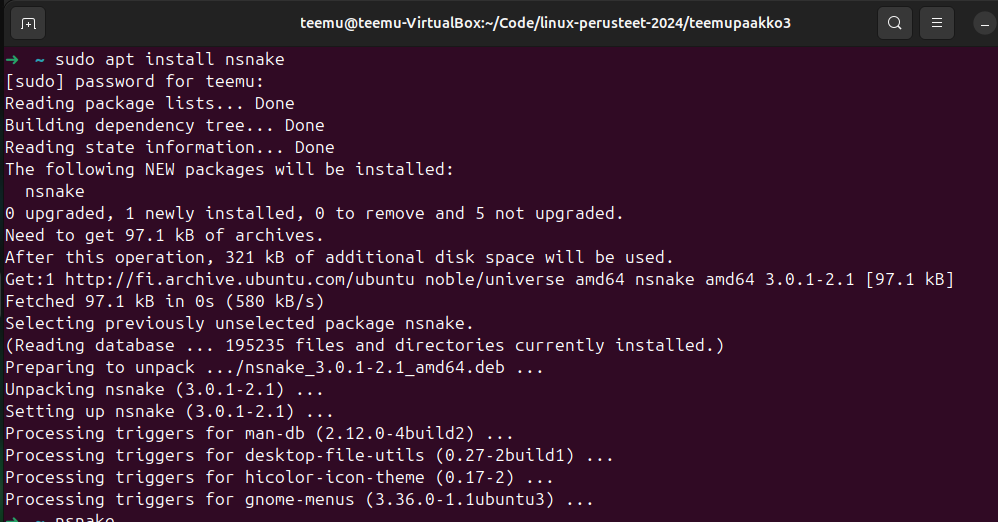 teemu@teemu-VirtualBox:~/Code/linux-perusteet-2024/teemupaakko3
➜  ~ sudo apt install nsnake
[sudo] password for teemu:
Reading package lists... Done
Building dependency tree... Done
Reading state information... Done
The following NEW packages will be installed:
  nsnake
0 upgraded, 1 newly installed, 0 to remove and 5 not upgraded.
Need to get 97.1 kB of archives.
After this operation, 321 kB of additional disk space will be used.
Get:1 http://fi.archive.ubuntu.com/ubuntu noble/universe amd64 nsnake amd64 3.0.1-2.1 [97.1 kB]
Fetched 97.1 kB in 0s (580 kB/s)
Selecting previously unselected package nsnake.
(Reading database ... 195235 files and directories currently installed.)
Preparing to unpack .../nsnake_3.0.1-2.1_amd64.deb ...
Unpacking nsnake (3.0.1-2.1) ...
Setting up nsnake (3.0.1-2.1) ...
Processing triggers for man-db (2.12.0-4build2) ...
Processing triggers for desktop-file-utils (0.27-2build1) ...
Processing triggers for hicolor-icon-theme (0.17-2) ...
Processing triggers for gnome-menus (3.36.0-1.1ubuntu3) ...
➜  ~ nsnake